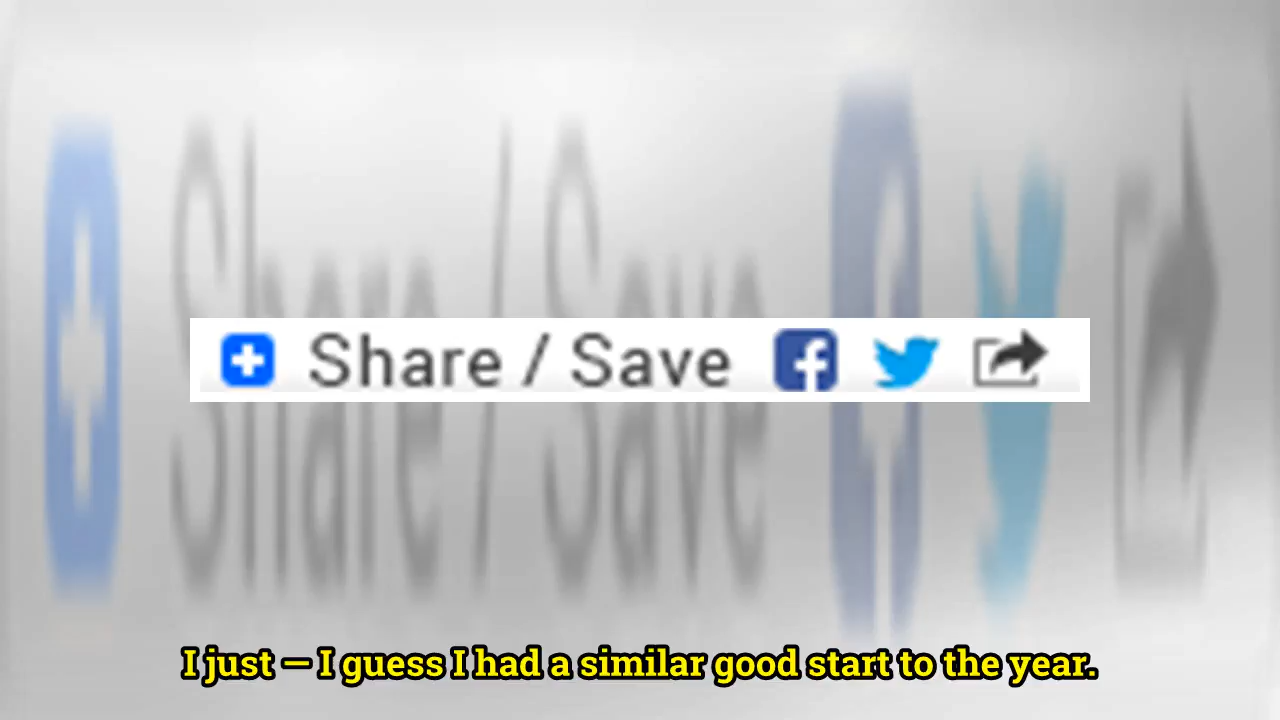 Share / Save
I just — I guess I had a similar good start to the year.